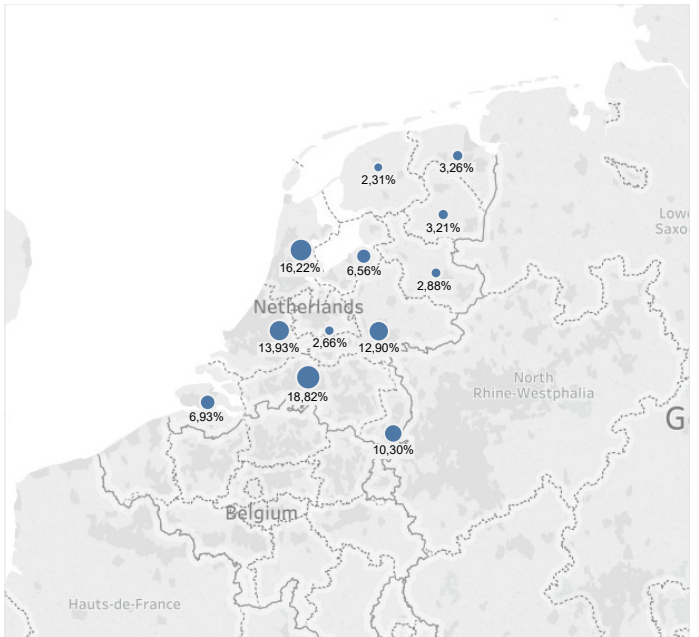 3,26%
2,31%
3,21%
Lowe
Saxo
16,22%
6,56%
2,88%
Netherlands
13,93%
2,66%
12,90%
North
Rhine-Westphalia
18,82%
6,93%
G
10,30%
Belgium
Hauts-de-France